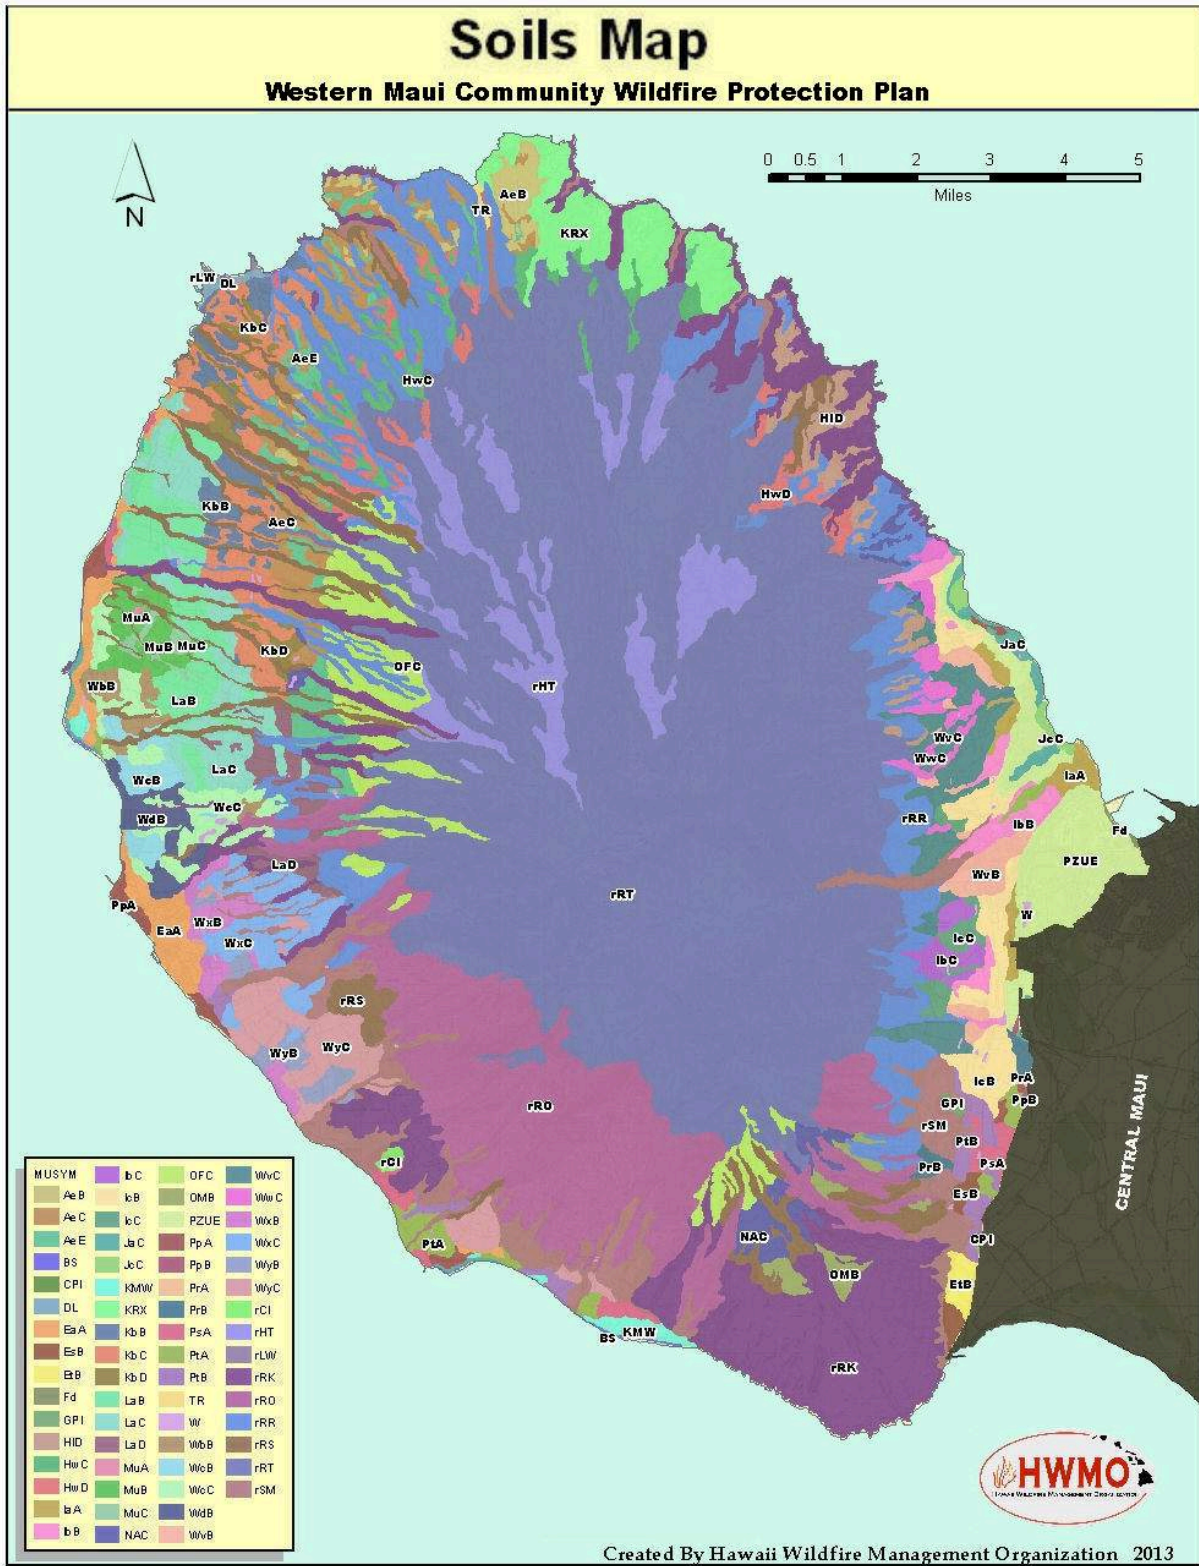 Soils Map
Western Maui Community Wildfire Protection Plan
0 0.5 1 2 3 4 5
Miles
N
AeB
TR
KRX
rLW
DL
KbC
AeE
HwC
HID
HwD
KbB
AeC
MuA
MuB MuC
KbD
JaC
OFC
WbB
rHT
LaB
WvC
JcC
WwC
LaC
WcB
IaA
WcC
WdB
rRR
IbB
Fd
LaD
PZUE
WvB
rRT
PpA
WxB
W
EaA
WxC
IcC
IbC
rRS
WyB
WyC
IcB
PrA
rRO
GPI
PpB
rSM
PtB
rCI
PrB
PsA
EsB
NAC
CPI
PtA
OMB
EtB
BS
KMW
rRK
CENTRAL MAUI
MUSYM
AeB
AeC
AeE
BS
CPI
DL
EaA
EsB
EtB
Fd
GPI
HID
HwC
HwD
IaA
IbB
IbC
IcB
IcC
JaC
JcC
KMW
KRX
KbB
KbC
KbD
LaB
LaC
LaD
MuA
MuB
MuC
NAC
OFC
OMB
PZUE
PpA
PpB
PrA
PrB
PsA
PtA
PtB
TR
W
WbB
WcB
WcC
WdB
WvB
WvC
WwC
WxB
WxC
WyB
WyC
rCI
rHT
rLW
rRK
rRO
rRR
rRS
rRT
rSM
HWMO
HAWAII WILDFIRE MANAGEMENT ORGANIZATION
Created By Hawaii Wildfire Management Organization 2013